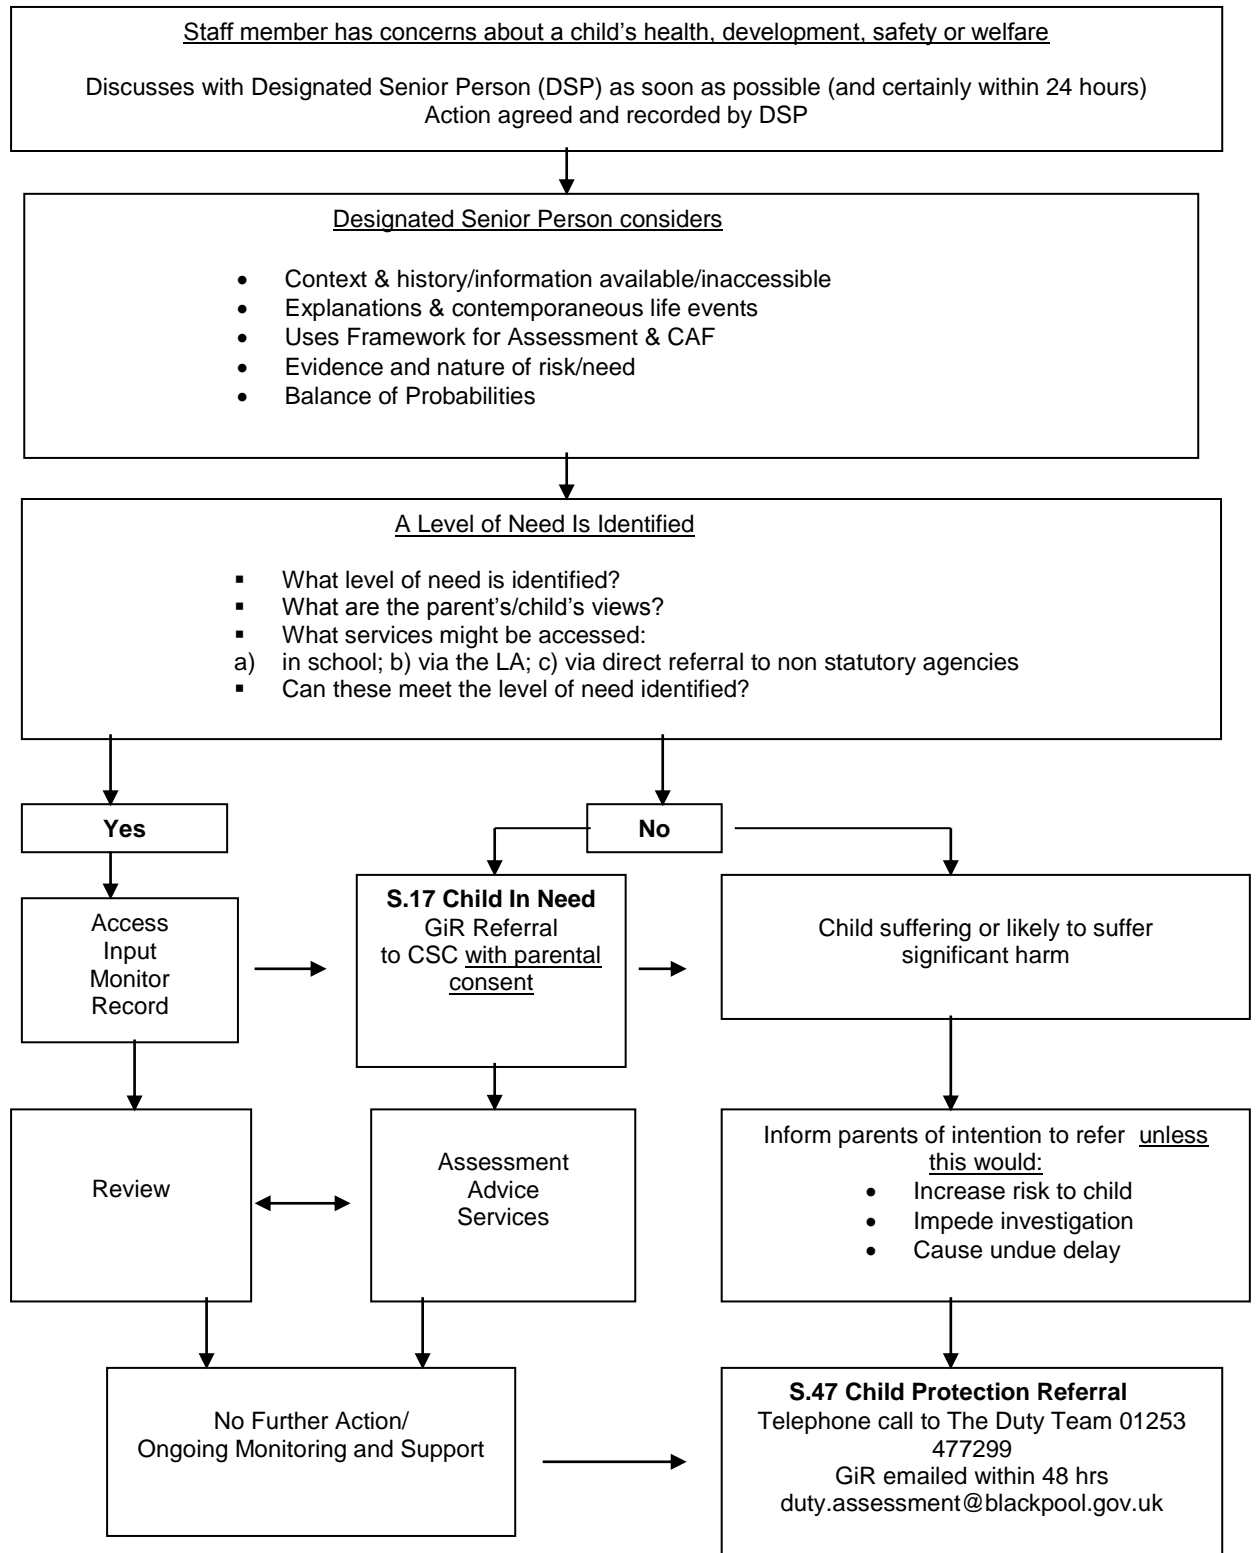 Staff member has concerns about a child's health, development, safety or welfare
Discusses with Designated Senior Person (DSP) as soon as possible (and certainly within 24 hours)
Action agreed and recorded by DSP
Designated Senior Person considers
• Context & history/information available/inaccessible
• Explanations & contemporaneous life events
• Uses Framework for Assessment & CAF
• Evidence and nature of risk/need
• Balance of Probabilities
A Level of Need Is Identified
▪ What level of need is identified?
▪ What are the parent's/child's views?
▪ What services might be accessed:
a) in school; b) via the LA; c) via direct referral to non statutory agencies
▪ Can these meet the level of need identified?
Yes
No
Access
Input
Monitor
Record
S.17 Child In Need
GiR Referral
to CSC with parental
consent
Child suffering or likely to suffer
significant harm
Review
Assessment
Advice
Services
Inform parents of intention to refer unless
this would:
• Increase risk to child
• Impede investigation
• Cause undue delay
No Further Action/
Ongoing Monitoring and Support
S.47 Child Protection Referral
Telephone call to The Duty Team 01253
477299
GiR emailed within 48 hrs
duty.assessment@blackpool.gov.uk